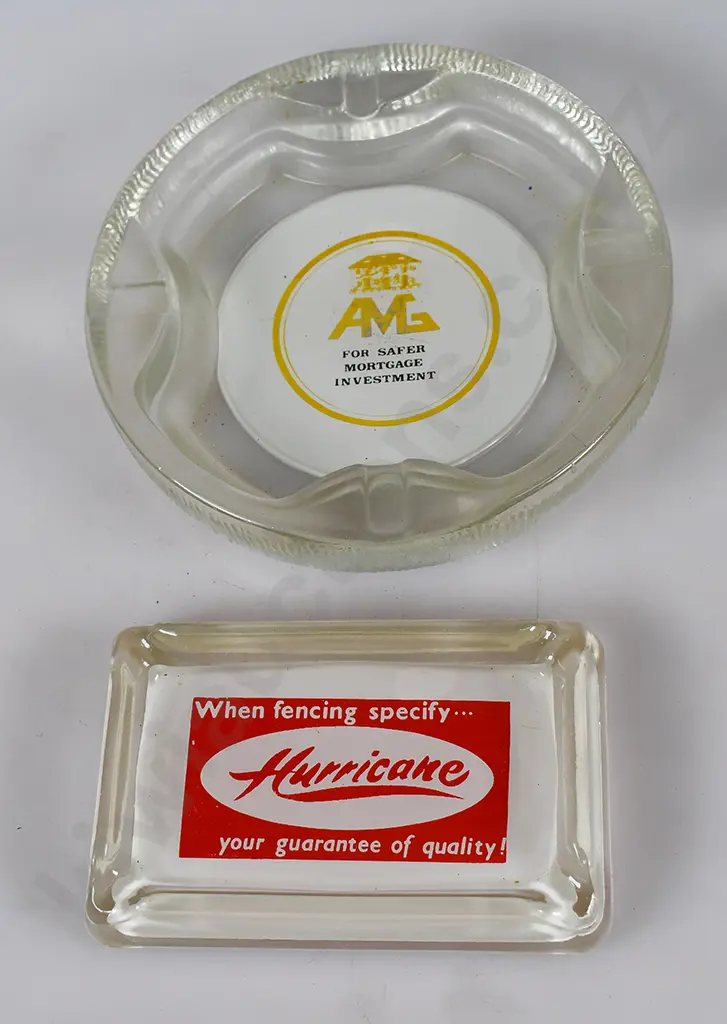 AMG
FOR SAFER
MORTGAGE
INVESTMENT
When fencing specify...
Hurricane
your guarantee of quality!